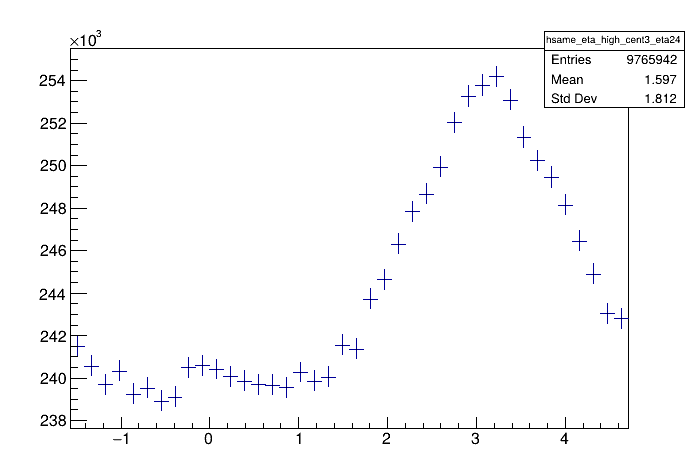 ×10³
hsame_eta_high_cent3_eta24
Entries 9765942
Mean 1.597
Std Dev 1.812
254
252
250
248
246
244
242
240
238
−1 0 1 2 3 4